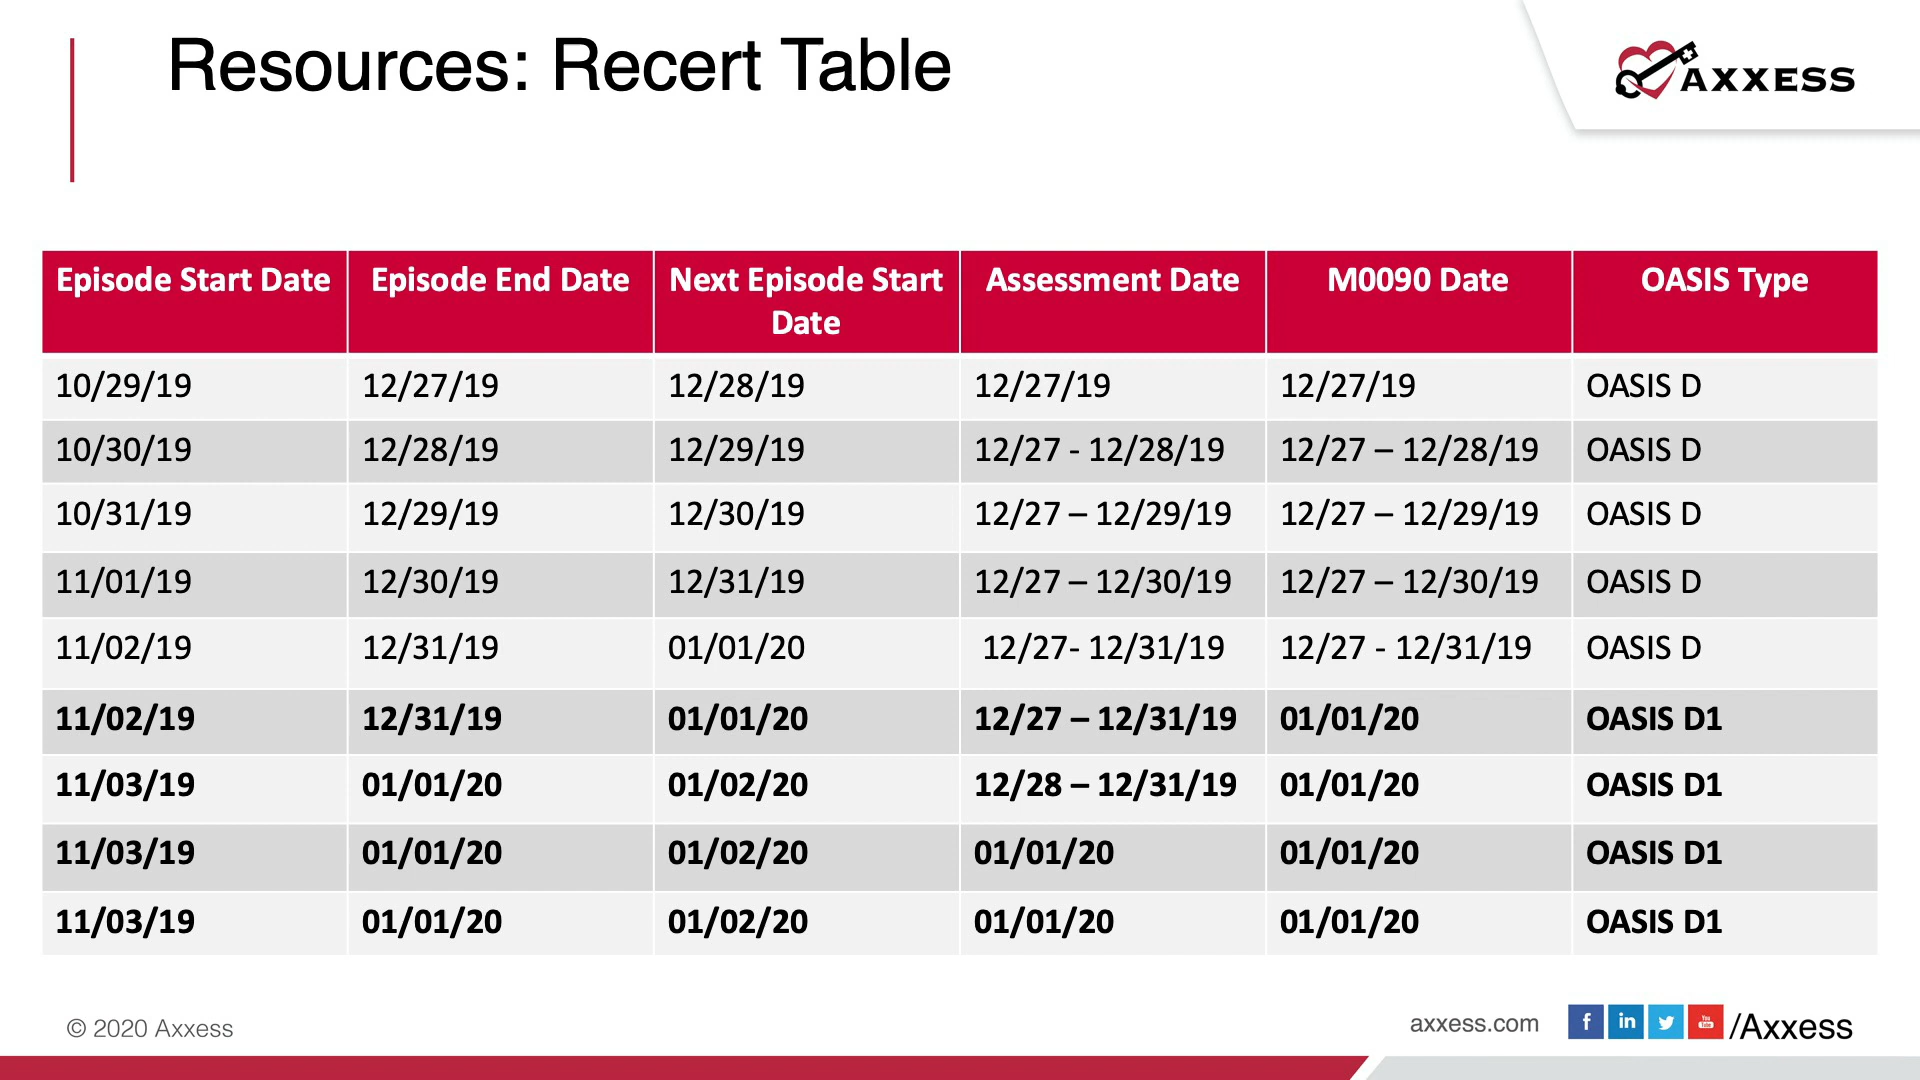 Resources: Recert Table
AXXESS
Episode Start Date Episode End Date Next Episode Start Date Assessment Date M0090 Date OASIS Type
10/29/19 12/27/19 12/28/19 12/27/19 12/27/19 OASIS D
10/30/19 12/28/19 12/29/19 12/27 - 12/28/19 12/27 – 12/28/19 OASIS D
10/31/19 12/29/19 12/30/19 12/27 – 12/29/19 12/27 – 12/29/19 OASIS D
11/01/19 12/30/19 12/31/19 12/27 – 12/30/19 12/27 – 12/30/19 OASIS D
11/02/19 12/31/19 01/01/20 12/27- 12/31/19 12/27 - 12/31/19 OASIS D
11/02/19 12/31/19 01/01/20 12/27 – 12/31/19 01/01/20 OASIS D1
11/03/19 01/01/20 01/02/20 12/28 – 12/31/19 01/01/20 OASIS D1
11/03/19 01/01/20 01/02/20 01/01/20 01/01/20 OASIS D1
11/03/19 01/01/20 01/02/20 01/01/20 01/01/20 OASIS D1
© 2020 Axxess
axxess.com f in You Tube /Axxess